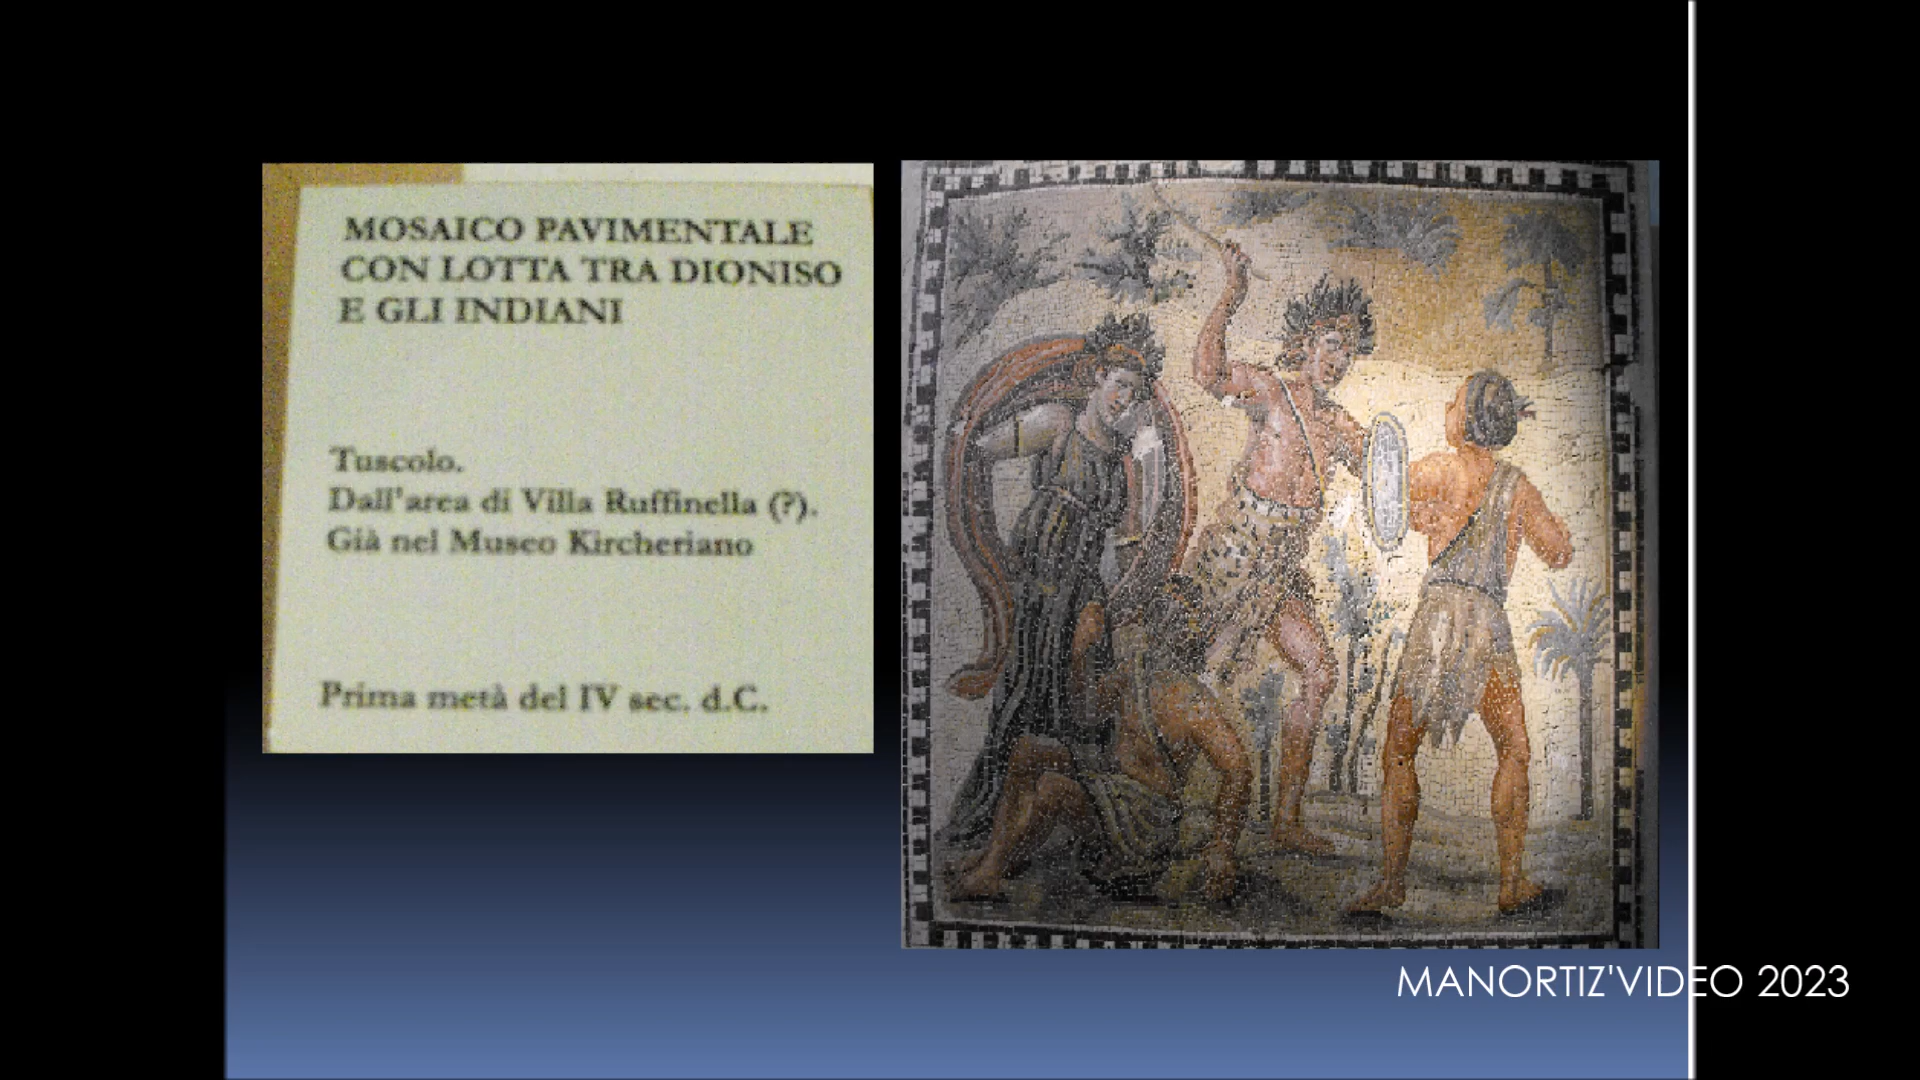 MOSAICO PAVIMENTALE
CON LOTTA TRA DIONISO
E GLI INDIANI
Tuscolo.
Dall'area di Villa Ruffinella (?).
Già nel Museo Kircheriano
Prima metà del IV sec. d.C.
MANORTIZ'VIDEO 2023